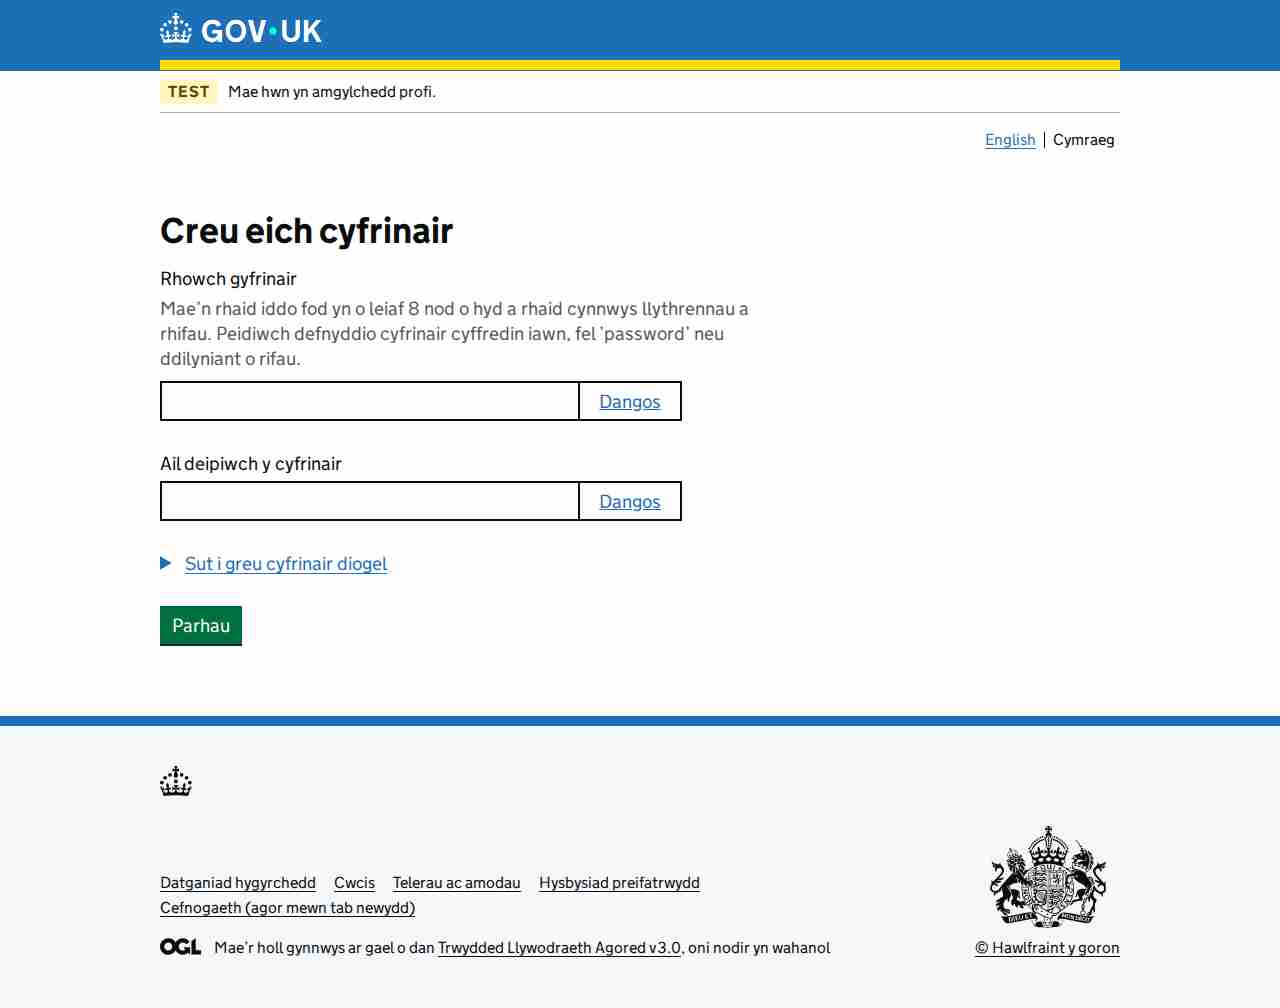 GOV·UK
TEST Mae hwn yn amgylchedd profi.
English | Cymraeg
Creu eich cyfrinair
Rhowch gyfrinair
Mae'n rhaid iddo fod yn o leiaf 8 nod o hyd a rhaid cynnwys llythrennau a
rhifau. Peidiwch defnyddio cyfrinair cyffredin iawn, fel 'password' neu
ddilyniant o rifau.
Dangos
Ail deipiwch y cyfrinair
Dangos
Sut i greu cyfrinair diogel
Parhau
Datganiad hygyrchedd Cwcis Telerau ac amodau Hysbysiad preifatrwydd
Cefnogaeth (agor mewn tab newydd)
OGL Mae'r holl gynnwys ar gael o dan Trwydded Llywodraeth Agored v3.0, oni nodir yn wahanol
© Hawlfraint y goron